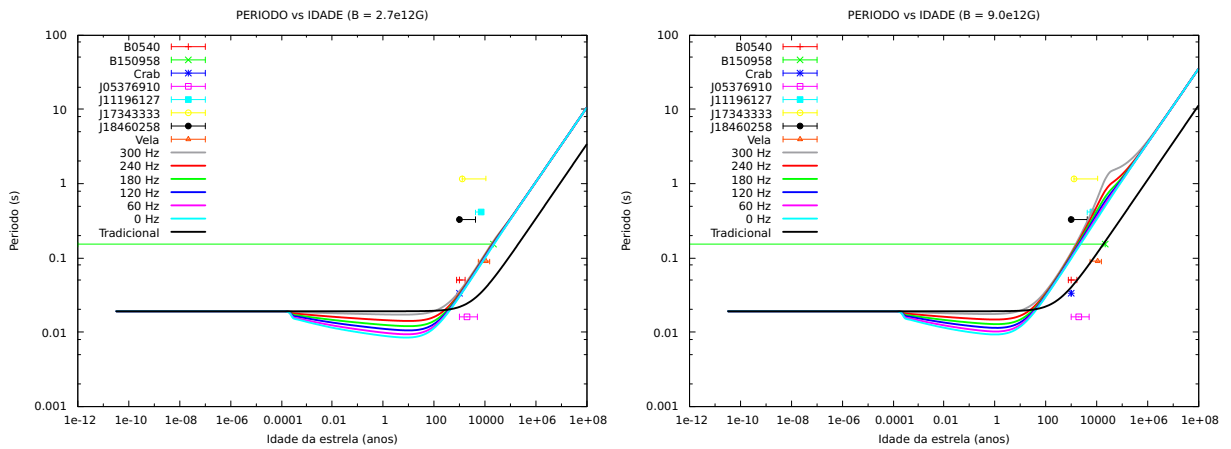 PERIODO vs IDADE (B = 2.7e12G)
100
10
1
0.1
0.01
0.001
Periodo (s)
B0540
B150958
Crab
J05376910
J11196127
J17343333
J18460258
Vela
300 Hz
240 Hz
180 Hz
120 Hz
60 Hz
0 Hz
Tradicional
1e-12 1e-10 1e-08 1e-06 0.0001 0.01 1 100 10000 1e+06 1e+08
Idade da estrela (anos)
PERIODO vs IDADE (B = 9.0e12G)
100
10
1
0.1
0.01
0.001
Periodo (s)
B0540
B150958
Crab
J05376910
J11196127
J17343333
J18460258
Vela
300 Hz
240 Hz
180 Hz
120 Hz
60 Hz
0 Hz
Tradicional
1e-12 1e-10 1e-08 1e-06 0.0001 0.01 1 100 10000 1e+06 1e+08
Idade da estrela (anos)